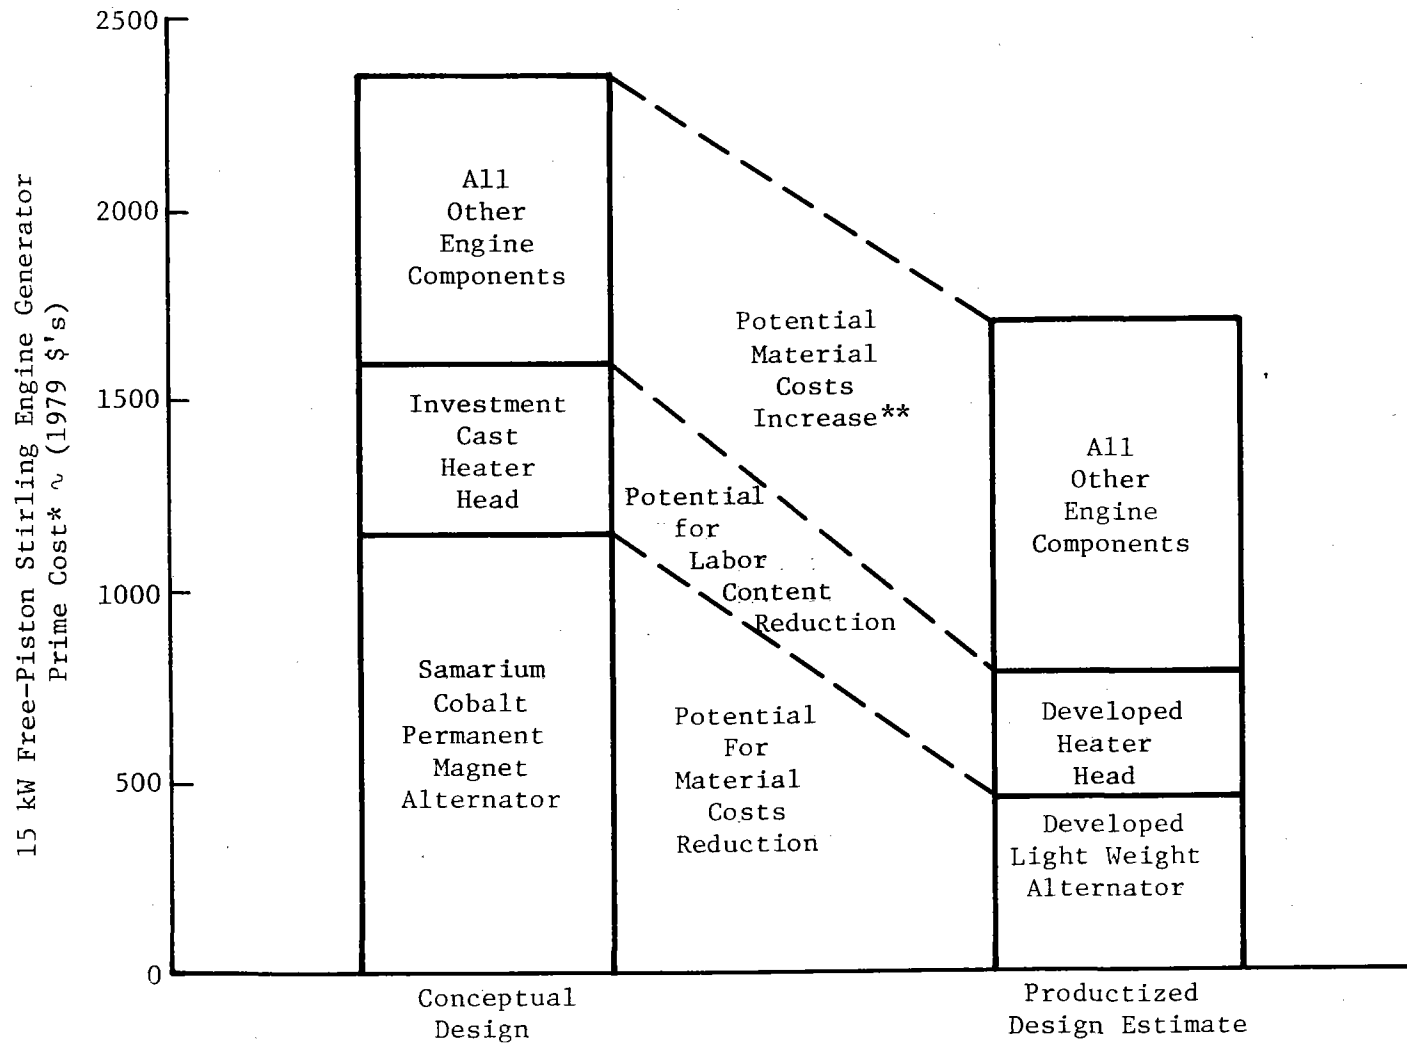 15 kW Free-Piston Stirling Engine Generator
Prime Cost* ~ (1979 $'s)
2500
2000
1500
1000
500
0
All
Other
Engine
Components
Investment
Cast
Heater
Head
Samarium
Cobalt
Permanent
Magnet
Alternator
Potential
Material
Costs
Increase**
Potential
for
Labor
Content
Reduction
Potential
For
Material
Costs
Reduction
All
Other
Engine
Components
Developed
Heater
Head
Developed
Light Weight
Alternator
Conceptual
Design
Productized
Design Estimate